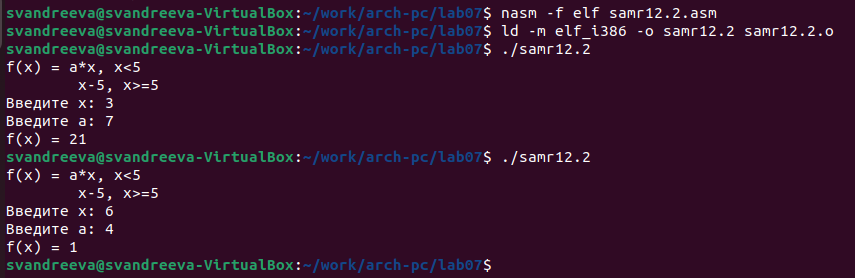 svandreeva@svandreeva-VirtualBox:~/work/arch-pc/lab07$ nasm -f elf samr12.2.asm
svandreeva@svandreeva-VirtualBox:~/work/arch-pc/lab07$ ld -m elf_i386 -o samr12.2 samr12.2.o
svandreeva@svandreeva-VirtualBox:~/work/arch-pc/lab07$ ./samr12.2
f(x) = a*x, x<5
        x-5, x>=5
Введите x: 3
Введите a: 7
f(x) = 21
svandreeva@svandreeva-VirtualBox:~/work/arch-pc/lab07$ ./samr12.2
f(x) = a*x, x<5
        x-5, x>=5
Введите x: 6
Введите a: 4
f(x) = 1
svandreeva@svandreeva-VirtualBox:~/work/arch-pc/lab07$